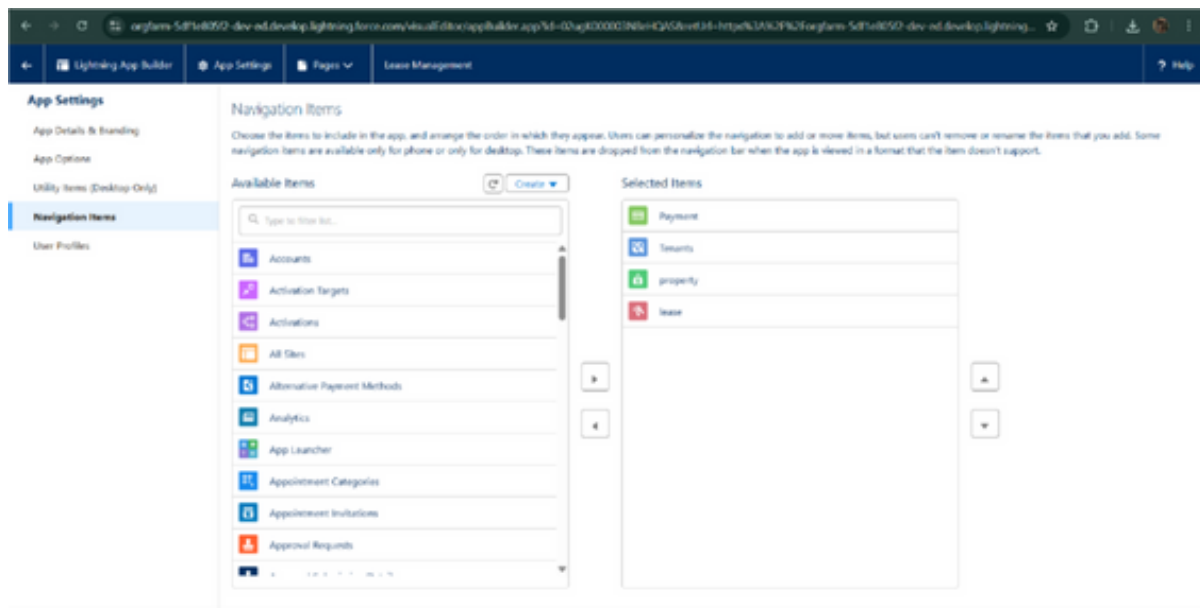 Lightning App Builder
App Settings
Pages
Lease Management
? Help
App Settings
App Details & Branding
App Options
Utility Items (Desktop Only)
Navigation Items
User Profiles
Navigation Items
Choose the items to include in the app, and arrange the order in which they appear. Users can personalize the navigation to add or move items, but users can't remove or rename the items that you add. Some
navigation items are available only for phone or only for desktop. These items are dropped from the navigation bar when the app is viewed in a format that the item doesn't support.
Available Items
Create
Selected Items
Type to filter list...
Accounts
Activation Targets
Activations
All Sites
Alternative Payment Methods
Analytics
App Launcher
Appointment Categories
Appointment Invitations
Approval Requests
Payment
Tenants
property
lease